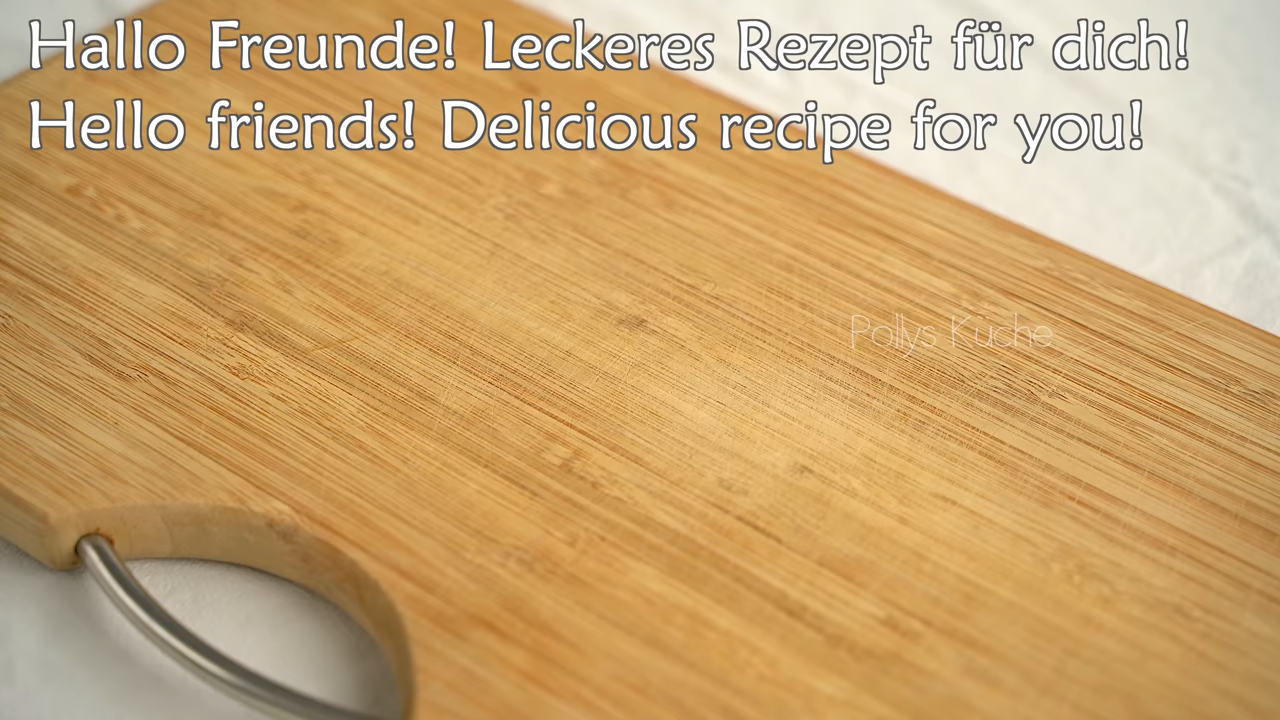 Hallo Freunde! Leckeres Rezept für dich!
Hello friends! Delicious recipe for you!
Pollys Küche